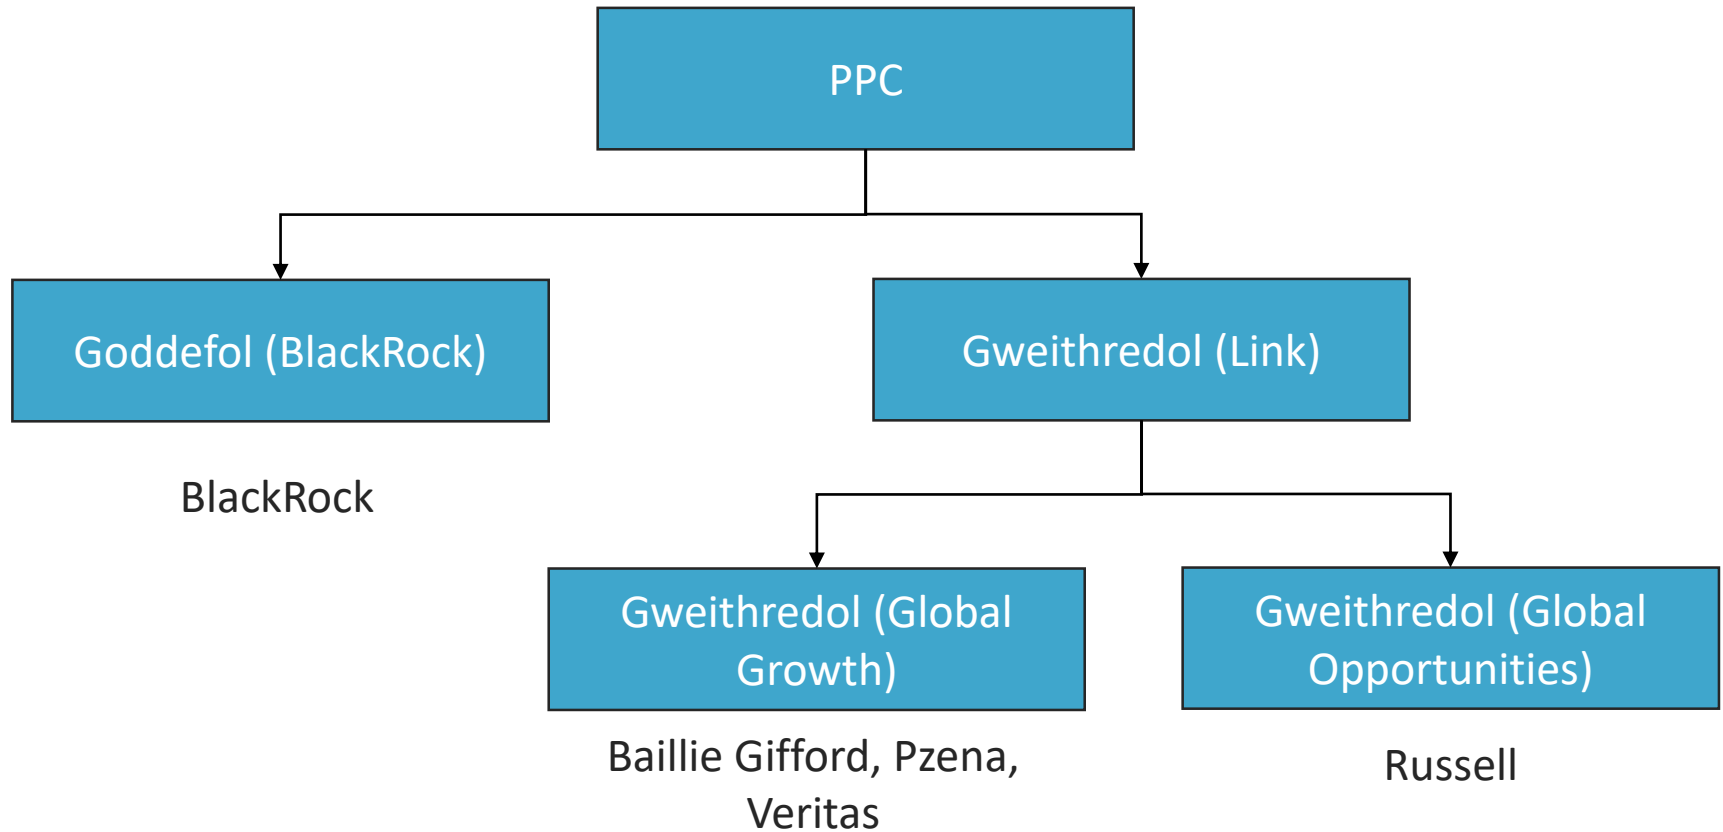 PPC
Goddefol (BlackRock)
Gweithredol (Link)
BlackRock
Gweithredol (Global
Growth)
Gweithredol (Global
Opportunities)
Baillie Gifford, Pzena,
Veritas
Russell